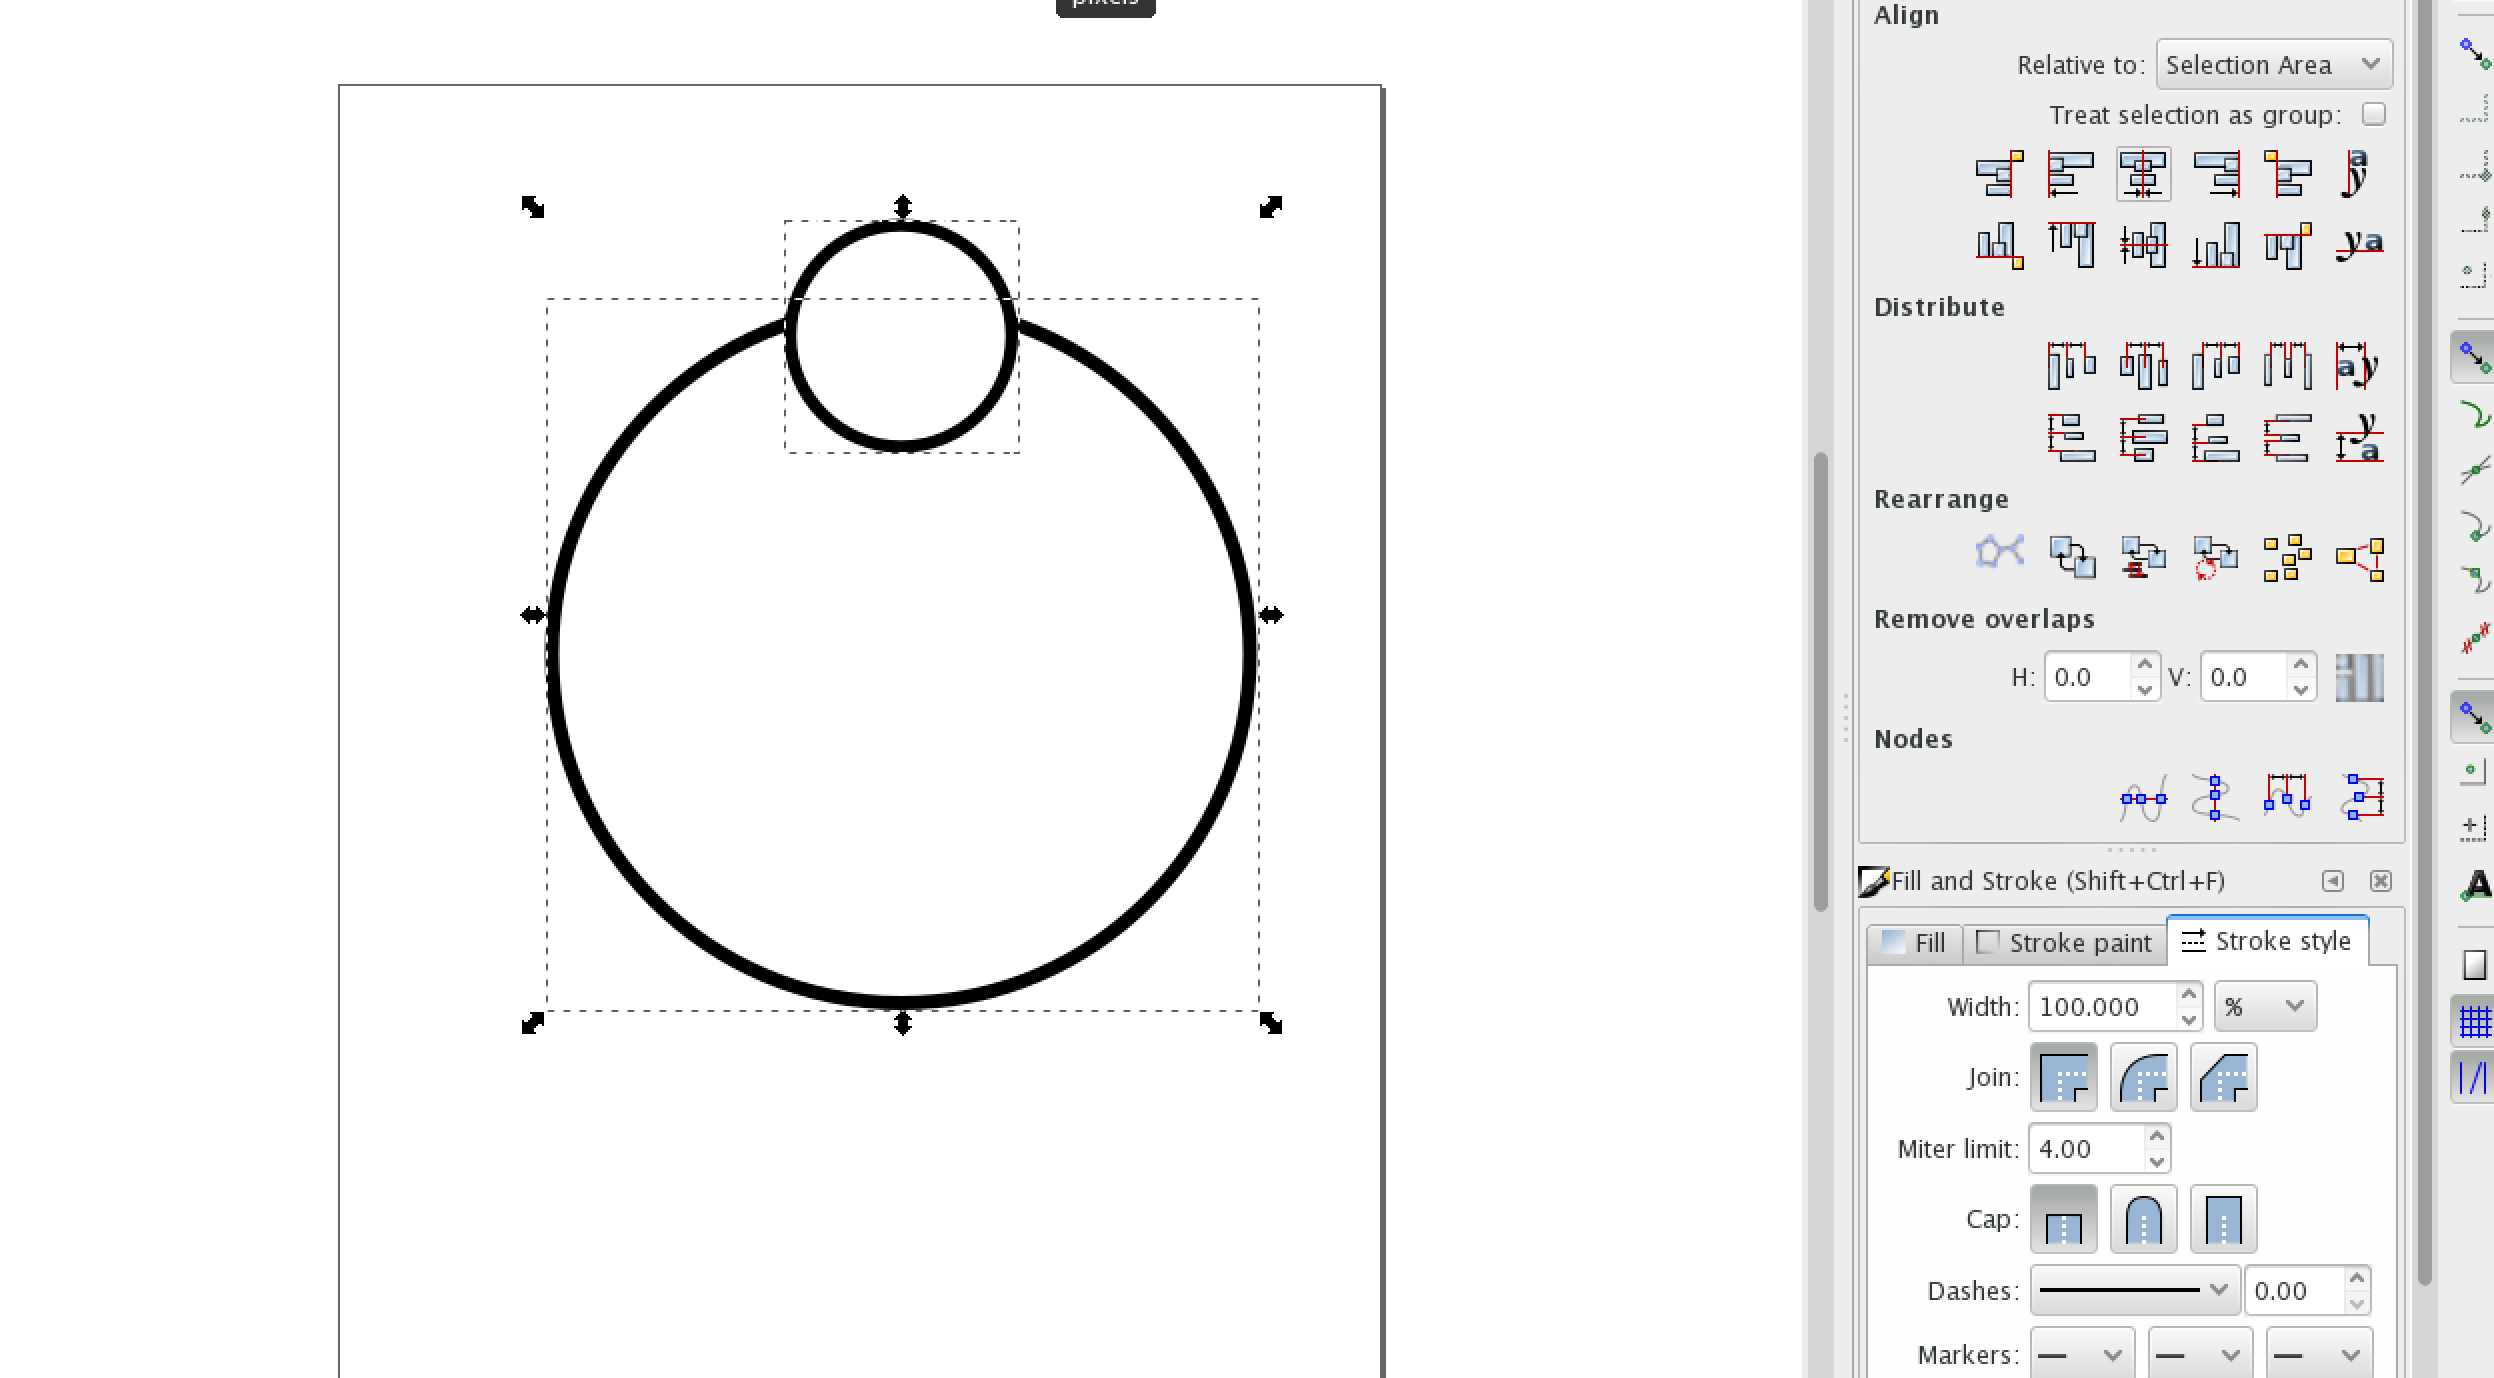 pixels
Align
Relative to: Selection Area
Treat selection as group:
a
y
ya
Distribute
a y
y
a
Rearrange
Remove overlaps
H: 0.0 V: 0.0
Nodes
Fill and Stroke (Shift+Ctrl+F)
Fill Stroke paint Stroke style
A
Width: 100.000 %
Join:
Miter limit: 4.00
Cap:
Dashes: 0.00
Markers: